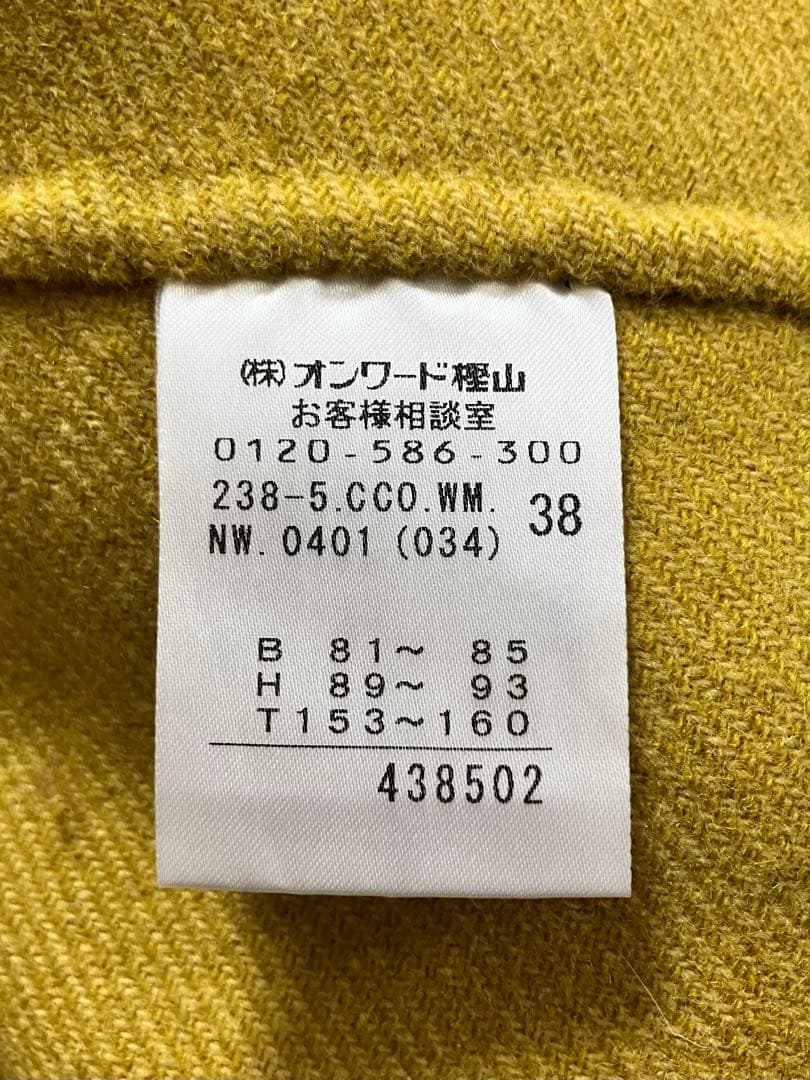 (株)オンワード樫山
お客様相談室
0120-586-300
238-5.CCO.WM. 38
NW. 0401 (034)
B 81~ 85
H 89~ 93
T153~160
438502